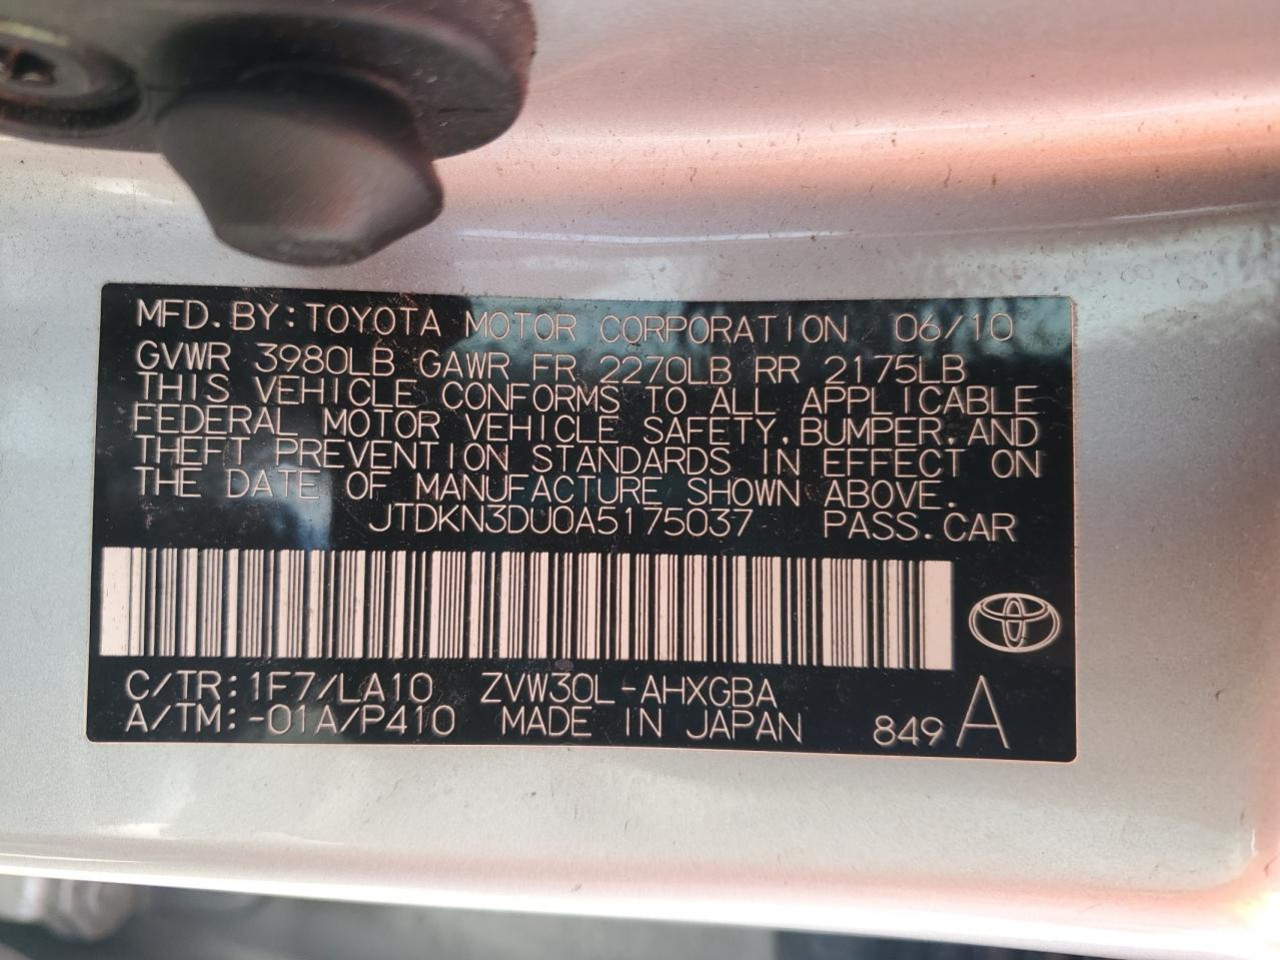 MFD. BY: TOYOTA MOTOR CORPORATION 06/10
GVWR 3980LB GAWR FR 2270LB RR 2175LB
THIS VEHICLE CONFORMS TO ALL APPLICABLE
FEDERAL MOTOR VEHICLE SAFETY, BUMPER, AND
THEFT PREVENTION STANDARDS IN EFFECT ON
THE DATE OF MANUFACTURE SHOWN ABOVE.
JTDKN3DU0A5175037 PASS. CAR
C/TR: 1F7/LA10 ZVW30L-AHXGBA
A/TM: -01A/P410 MADE IN JAPAN 849 A